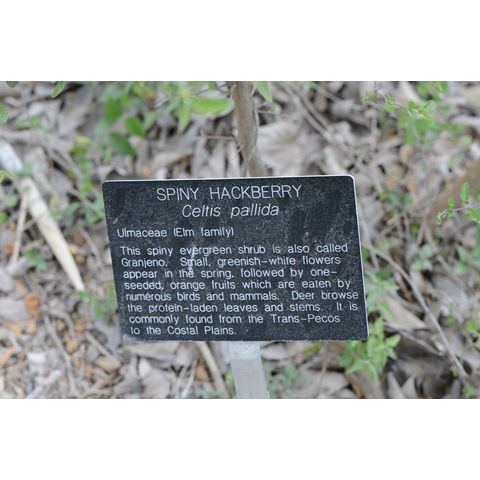 SPINY HACKBERRY
Celtis pallida
Ulmaceae (Elm family)
This spiny evergreen shrub is also called
Granjeno. Small, greenish-white flowers
appear in the spring, followed by one-
seeded, orange fruits which are eaten by
numerous birds and mammals. Deer browse
the protein-laden leaves and stems. It is
commonly found from the Trans-Pecos
to the Costal Plains.